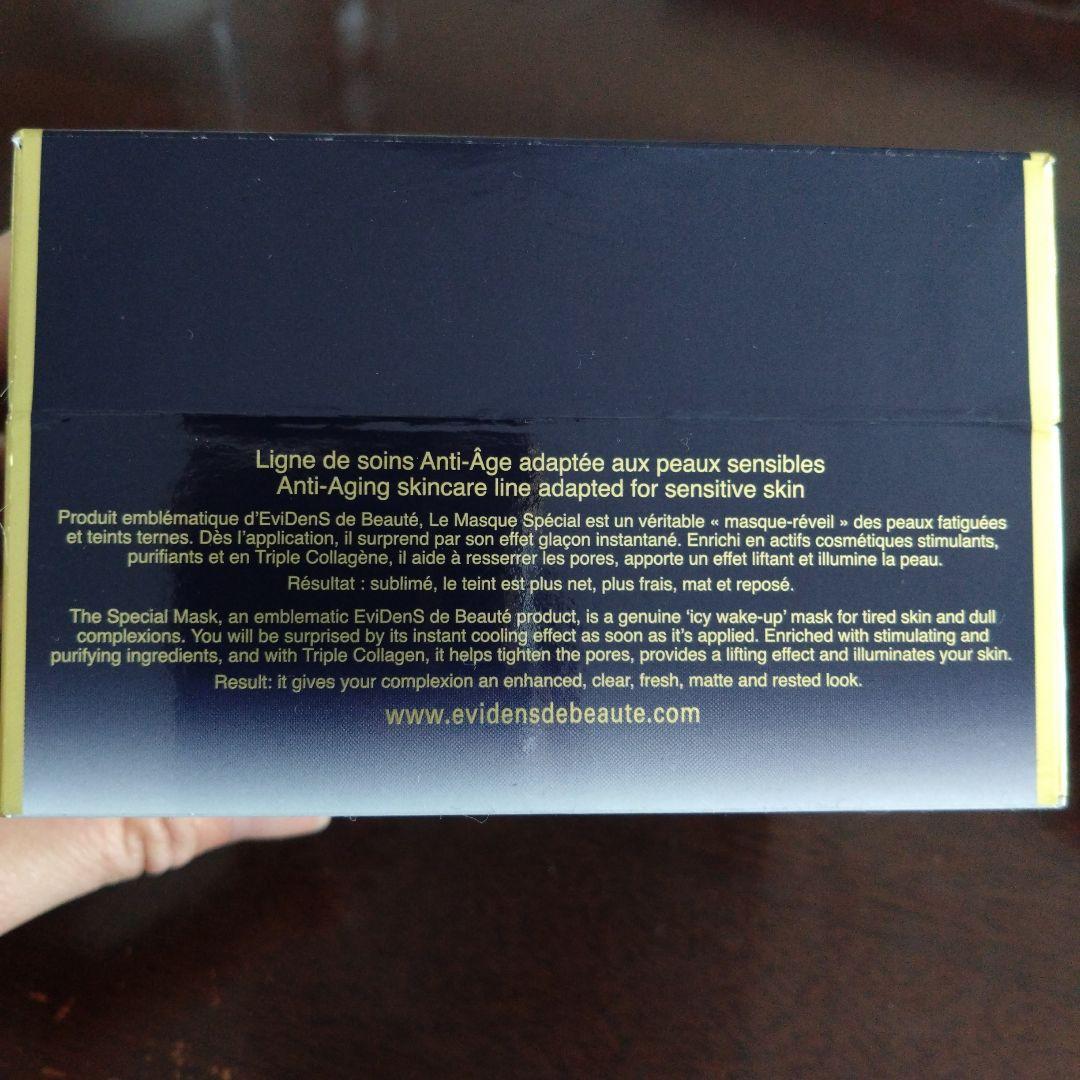 Ligne de soins Anti-Âge adaptée aux peaux sensibles
Anti-Aging skincare line adapted for sensitive skin
Produit emblématique d'EviDenS de Beauté, Le Masque Spécial est un véritable « masque-réveil » des peaux fatiguées
et teints ternes. Dès l'application, il surprend par son effet glaçon instantané. Enrichi en actifs cosmétiques stimulants,
purifiants et en Triple Collagène, il aide à resserrer les pores, apporte un effet liftant et illumine la peau.
Résultat : sublimé, le teint est plus net, plus frais, mat et reposé.
The Special Mask, an emblematic EviDenS de Beauté product, is a genuine 'icy wake-up' mask for tired skin and dull
complexions. You will be surprised by its instant cooling effect as soon as it's applied. Enriched with stimulating and
purifying ingredients, and with Triple Collagen, it helps tighten the pores, provides a lifting effect and illuminates your skin.
Result: it gives your complexion an enhanced, clear, fresh, matte and rested look.
www.evidensdebeaute.com